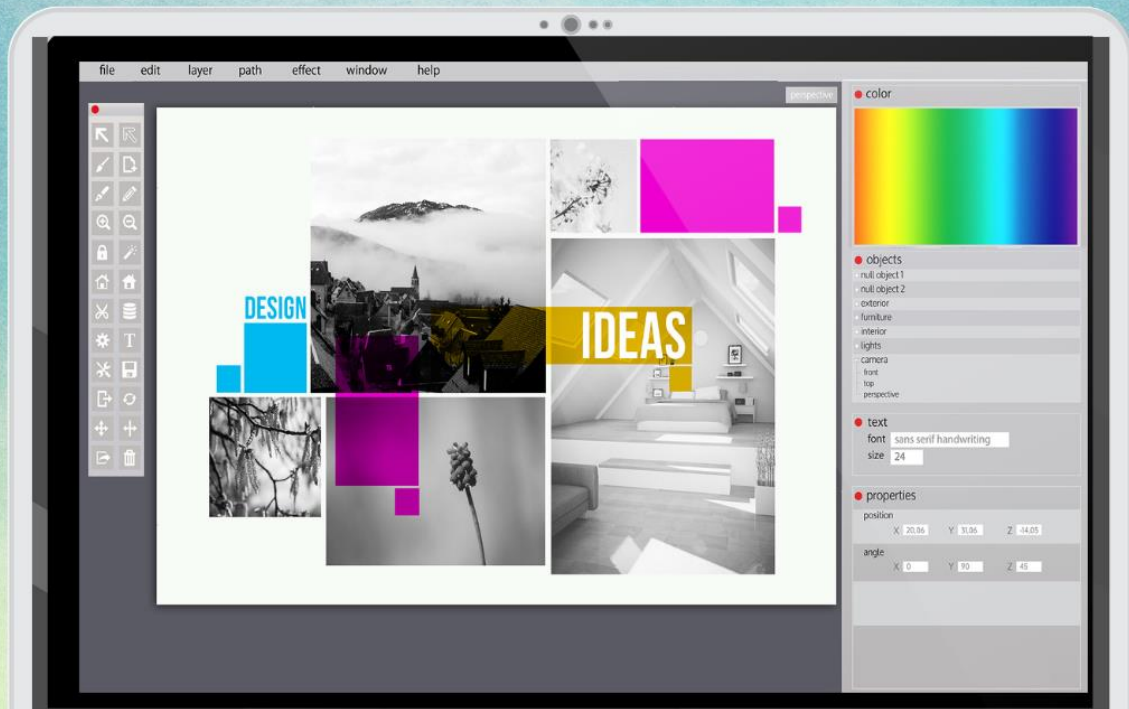 file edit layer path effect window help
perspective
DESIGN
IDEAS
T
color
objects
null object 1
null object 2
exterior
furniture
interior
lights
camera
front
top
perspective
text
font sans serif handwriting
size 24
properties
position
X 20,06 Y 31,06 Z -14,05
angle
X 0 Y 90 Z 45